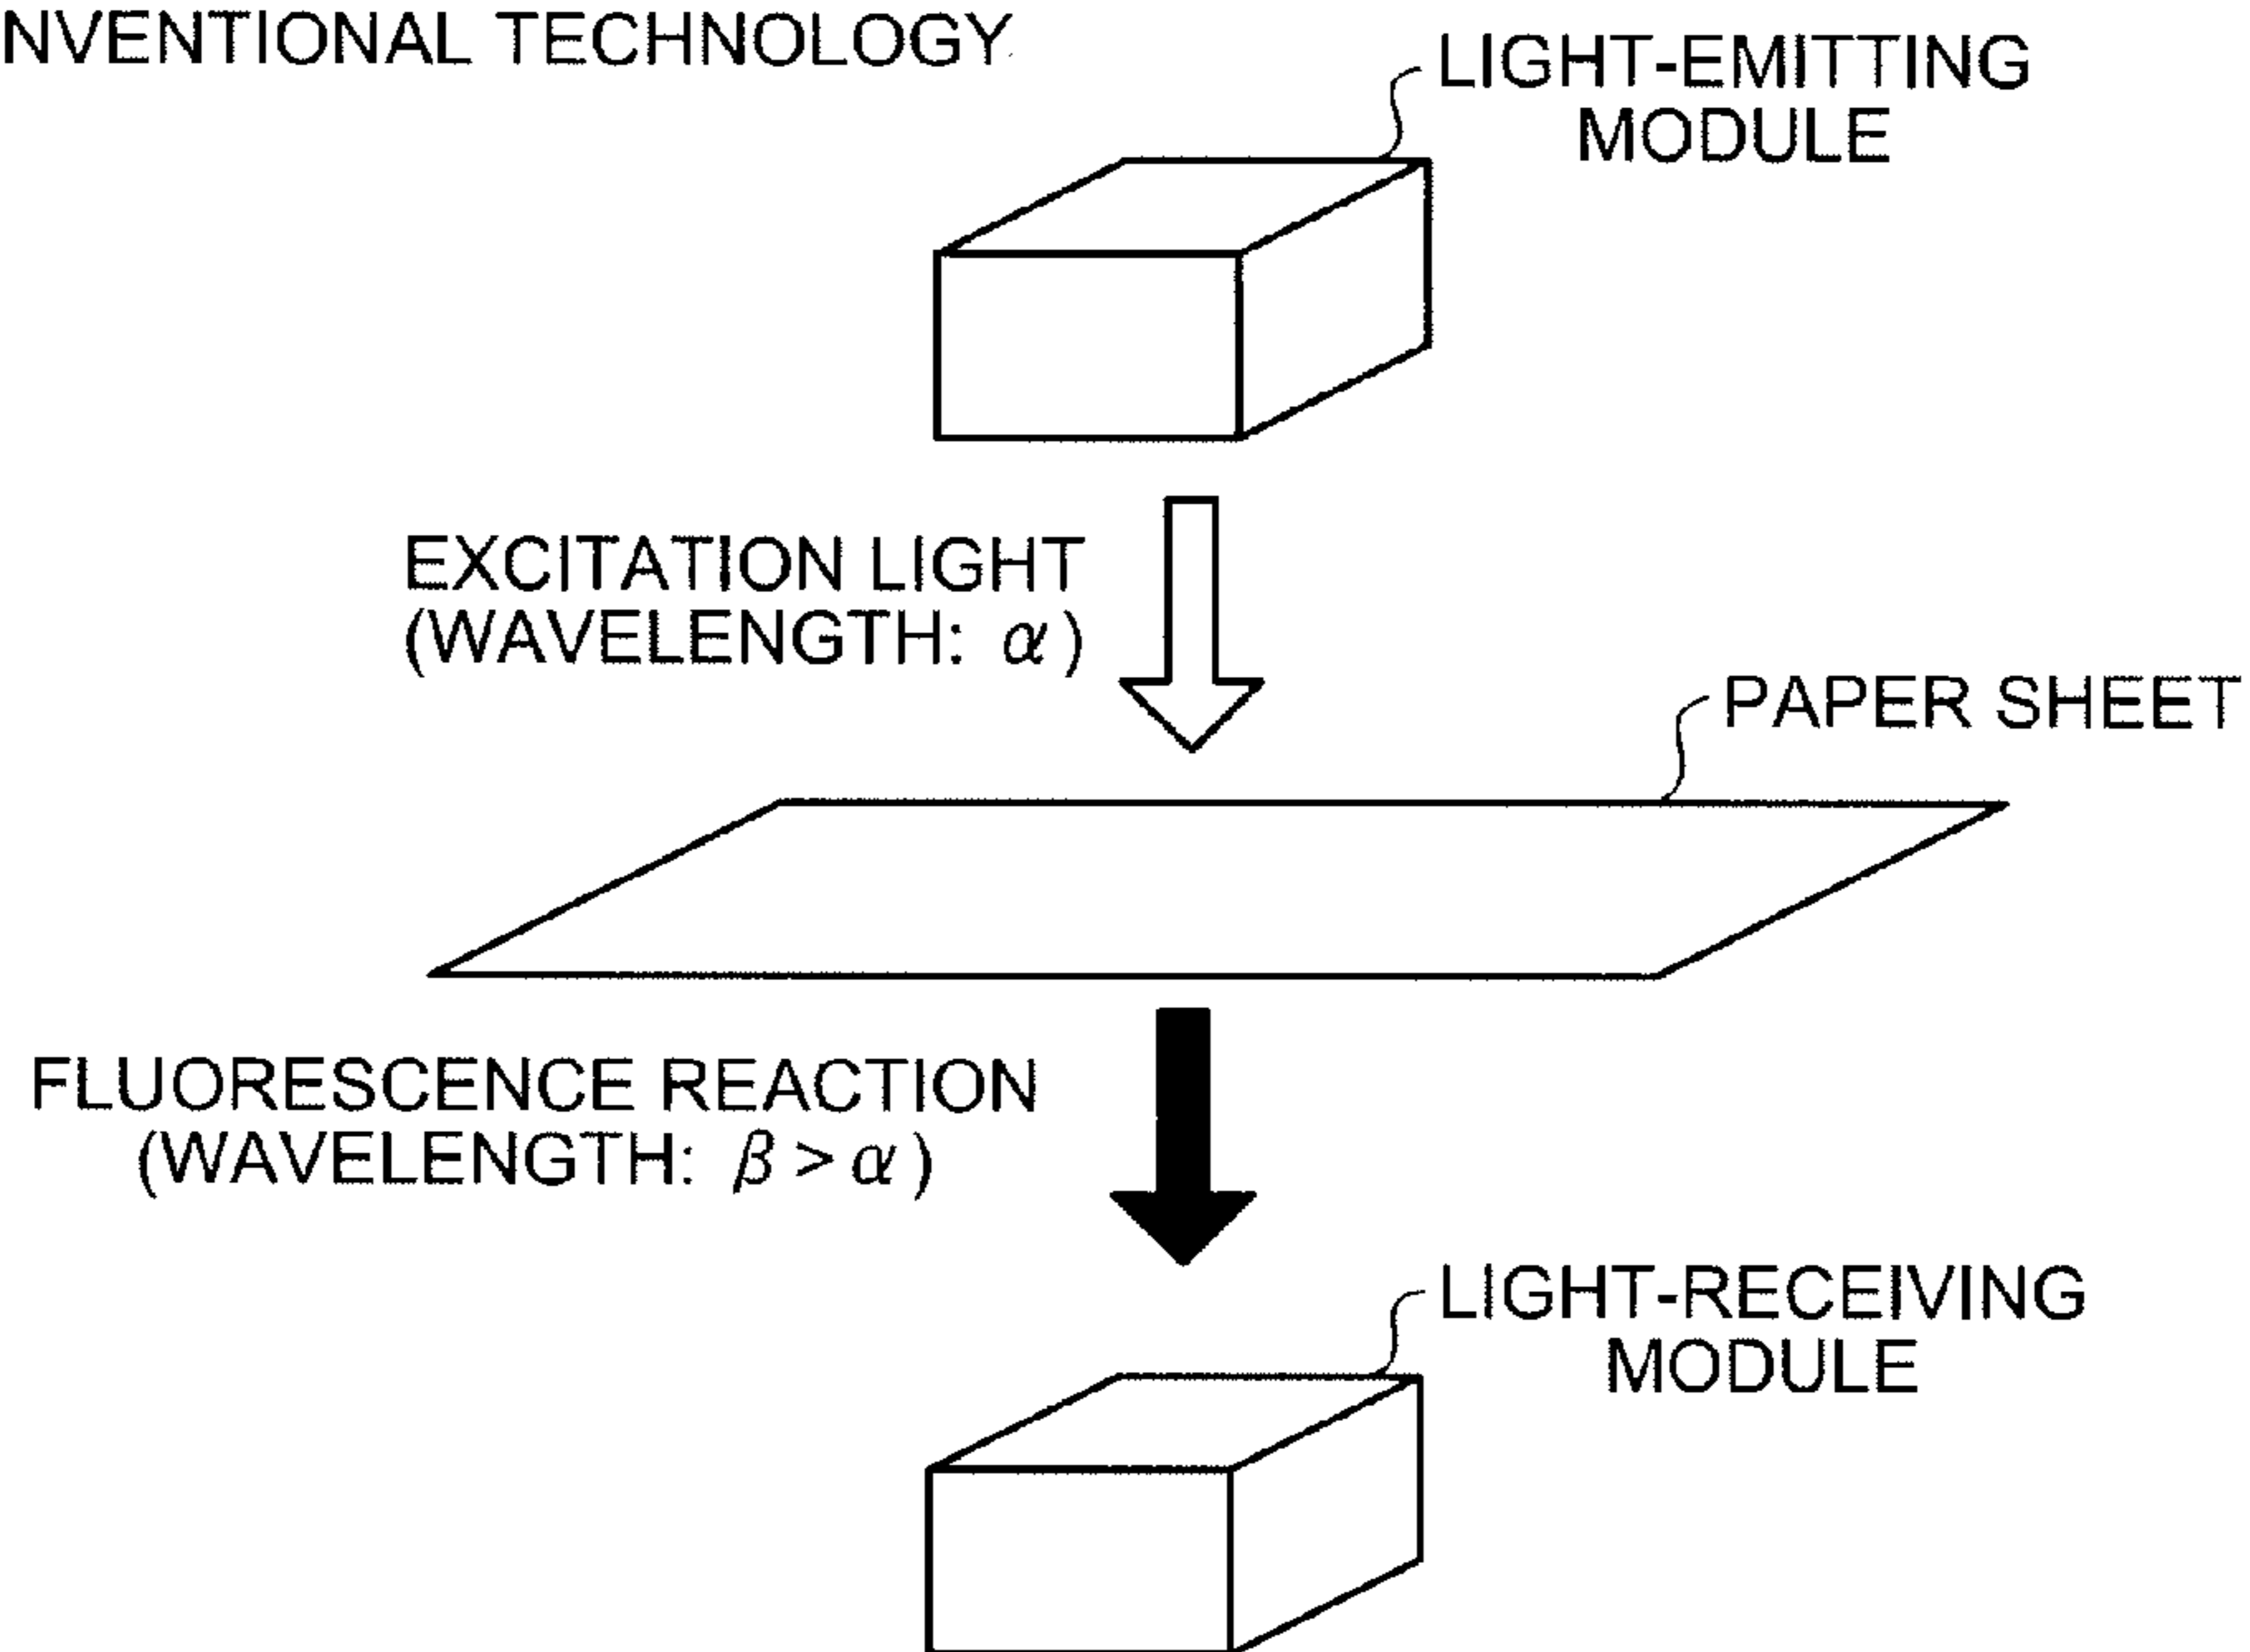 NVENTIONAL TECHNOLOGY
LIGHT-EMITTING
MODULE
EXCITATION LIGHT
(WAVELENGTH: α)
PAPER SHEET
FLUORESCENCE REACTION
(WAVELENGTH: β > α)
LIGHT-RECEIVING
MODULE